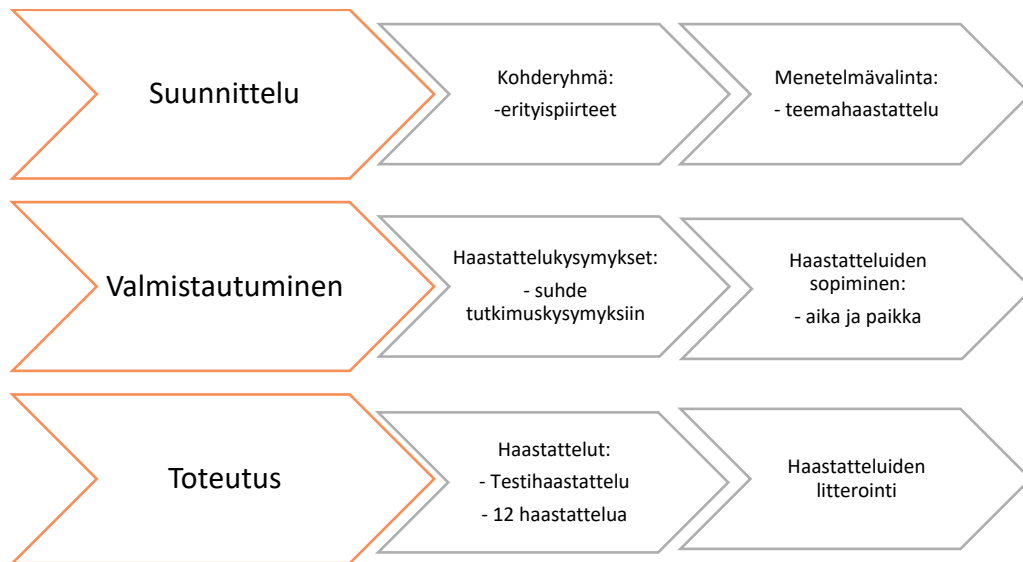 Suunnittelu
Kohderyhmä:
-erityispiirteet
Menetelmävalinta:
- teemahaastattelu
Valmistautuminen
Haastattelukysymykset:
- suhde
tutkimuskysymyksiin
Haastatteluiden
sopiminen:
- aika ja paikka
Toteutus
Haastattelut:
- Testihaastattelu
- 12 haastattelua
Haastatteluiden
litterointi